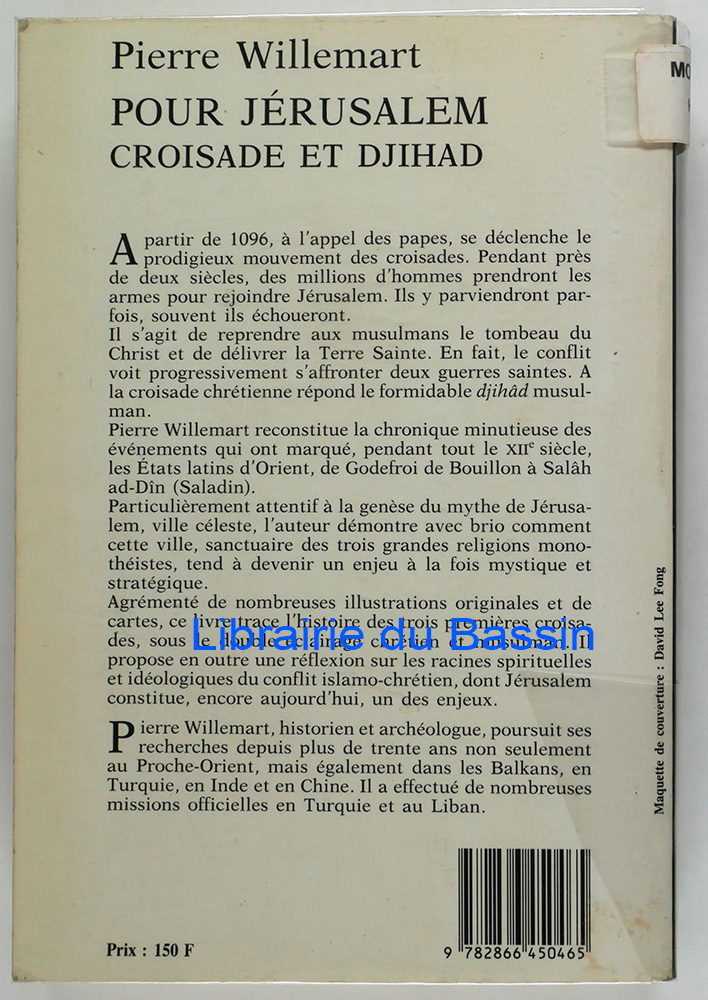 Pierre Willemart
POUR JÉRUSALEM
CROISADE ET DJIHAD
A partir de 1096, à l'appel des papes, se déclenche le
prodigieux mouvement des croisades. Pendant près
de deux siècles, des millions d'hommes prendront les
armes pour rejoindre Jérusalem. Ils y parviendront par-
fois, souvent ils échoueront.
Il s'agit de reprendre aux musulmans le tombeau du
Christ et de délivrer la Terre Sainte. En fait, le conflit
voit progressivement s'affronter deux guerres saintes. A
la croisade chrétienne répond le formidable djihâd musul-
man.
Pierre Willemart reconstitue la chronique minutieuse des
événements qui ont marqué, pendant tout le XIIe siècle,
les États latins d'Orient, de Godefroi de Bouillon à Salâh
ad-Dîn (Saladin).
Particulièrement attentif à la genèse du mythe de Jérusa-
lem, ville céleste, l'auteur démontre avec brio comment
cette ville, sanctuaire des trois grandes religions mono-
théistes, tend à devenir un enjeu à la fois mystique et
stratégique.
Agrémenté de nombreuses illustrations originales et de
cartes, ce livre trace l'histoire des trois premières croisa-
des, sous le double éclairage chrétien et musulman. Il
propose en outre une réflexion sur les racines spirituelles
et idéologiques du conflit islamo-chrétien, dont Jérusalem
constitue, encore aujourd'hui, un des enjeux.
Pierre Willemart, historien et archéologue, poursuit ses
recherches depuis plus de trente ans non seulement
au Proche-Orient, mais également dans les Balkans, en
Turquie, en Inde et en Chine. Il a effectué de nombreuses
missions officielles en Turquie et au Liban.
Prix : 150 F
9 782866 450465
Maquette de couverture : David Lee Fong
Librairie du Bassin